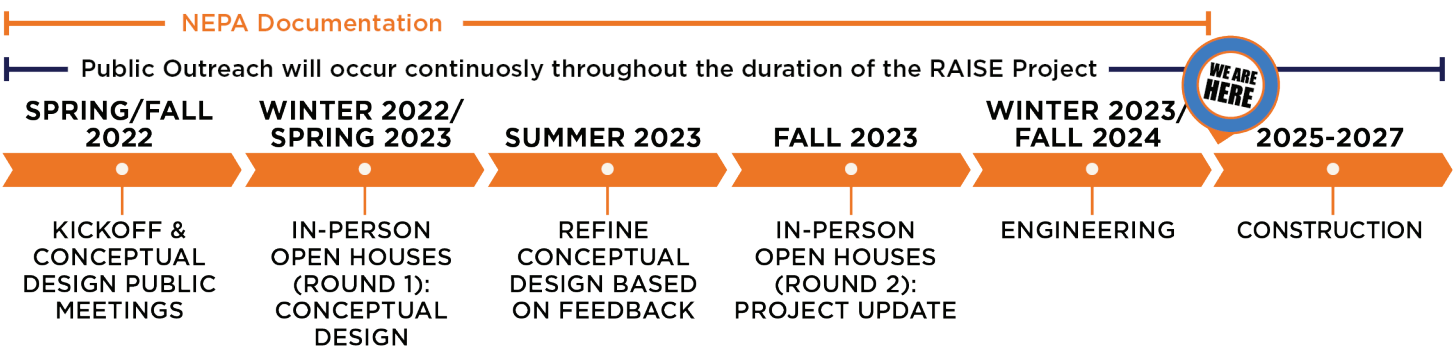 NEPA Documentation
Public Outreach will occur continuosly throughout the duration of the RAISE Project
WE ARE
HERE
SPRING/FALL
2022
WINTER 2022/
SPRING 2023
SUMMER 2023
FALL 2023
WINTER 2023/
FALL 2024
2025-2027
KICKOFF &
CONCEPTUAL
DESIGN PUBLIC
MEETINGS
IN-PERSON
OPEN HOUSES
(ROUND 1):
CONCEPTUAL
DESIGN
REFINE
CONCEPTUAL
DESIGN BASED
ON FEEDBACK
IN-PERSON
OPEN HOUSES
(ROUND 2):
PROJECT UPDATE
ENGINEERING
CONSTRUCTION